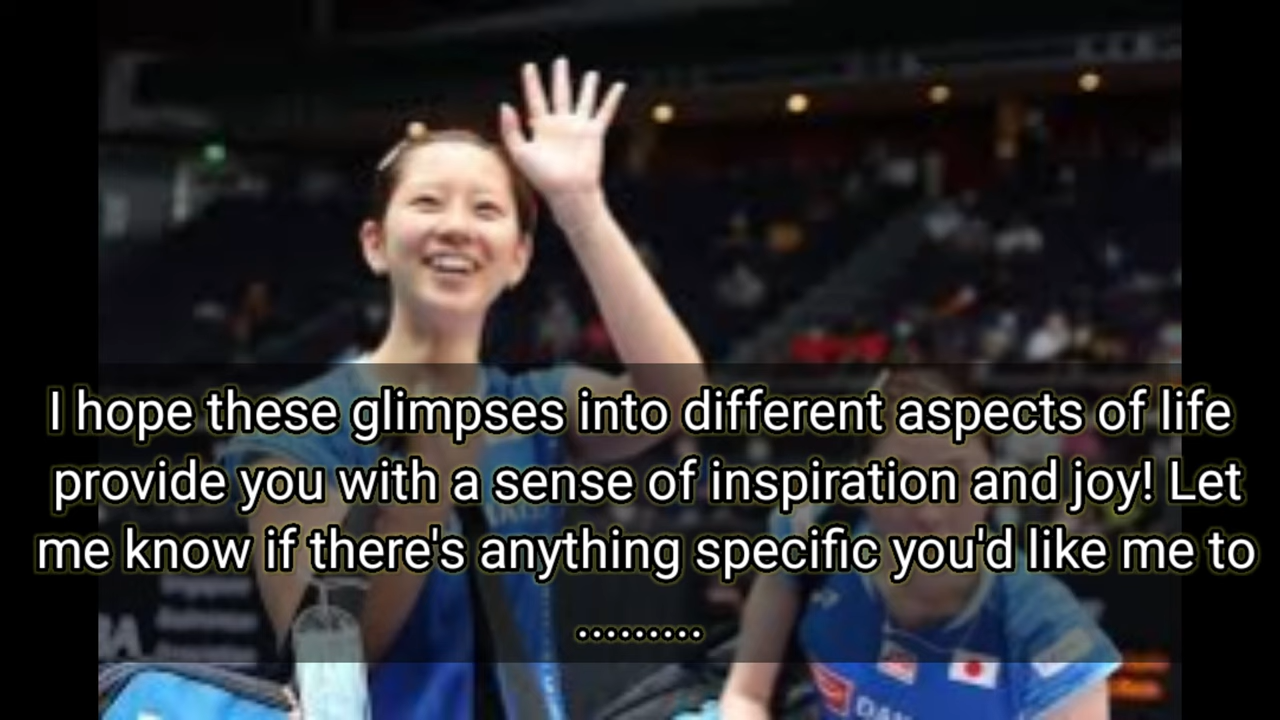 I hope these glimpses into different aspects of life
provide you with a sense of inspiration and joy! Let
me know if there's anything specific you'd like me to
.........